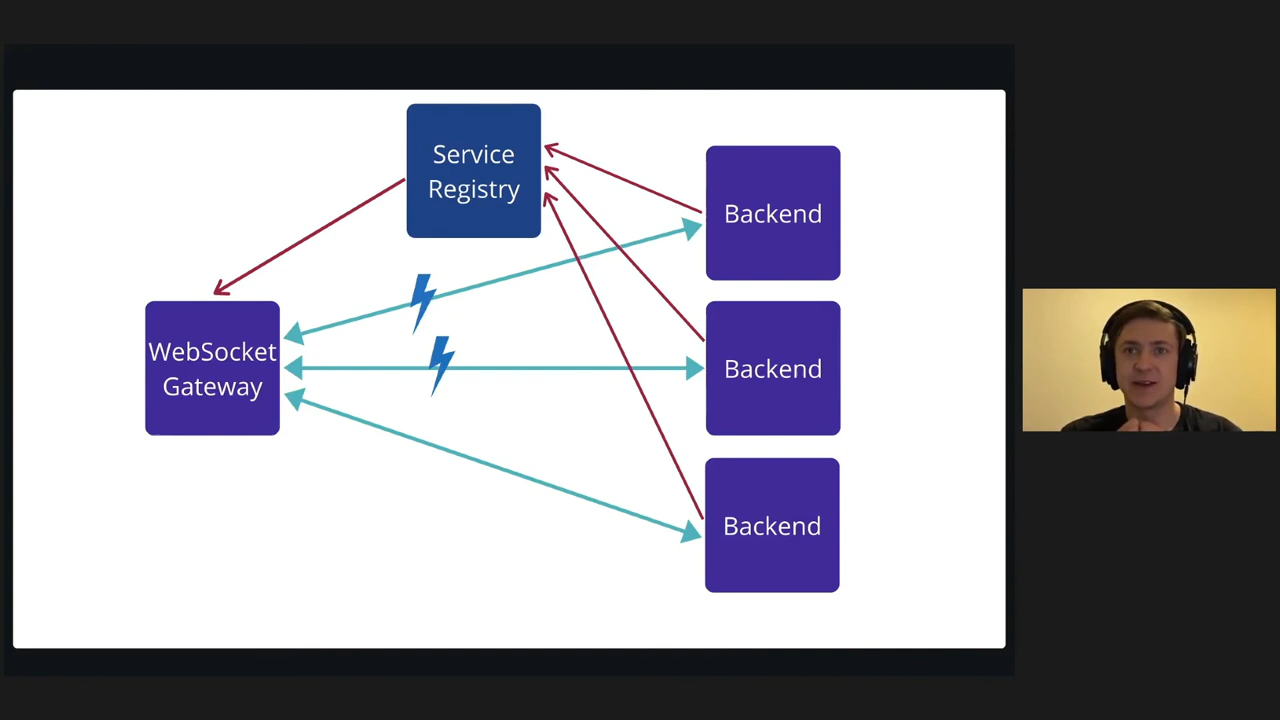 Service
Registry
Backend
WebSocket
Gateway
Backend
Backend